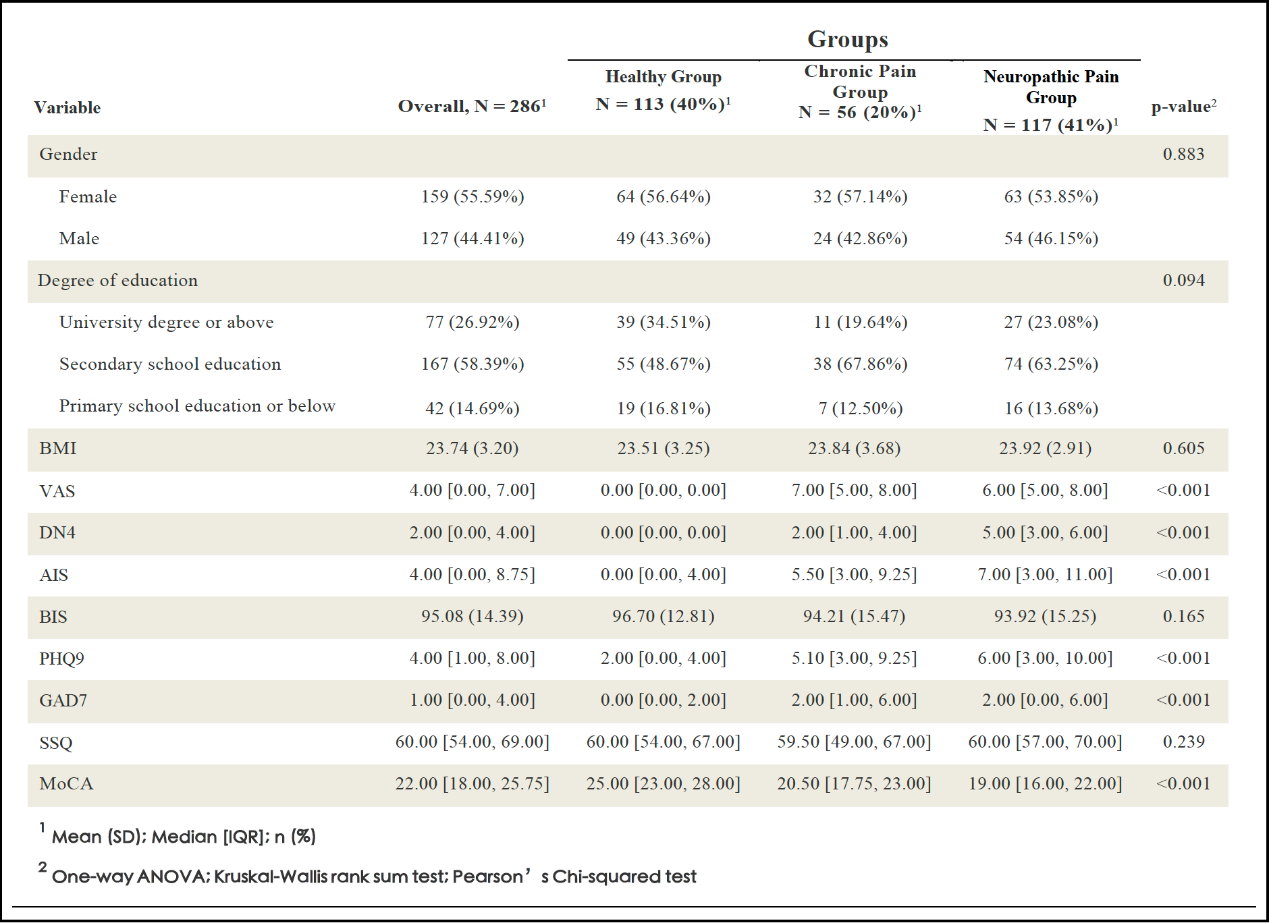 Groups
Variable Overall, N = 286¹ Healthy Group N = 113 (40%)¹ Chronic Pain Group N = 56 (20%)¹ Neuropathic Pain Group N = 117 (41%)¹ p-value²
Gender 0.883
Female 159 (55.59%) 64 (56.64%) 32 (57.14%) 63 (53.85%)
Male 127 (44.41%) 49 (43.36%) 24 (42.86%) 54 (46.15%)
Degree of education 0.094
University degree or above 77 (26.92%) 39 (34.51%) 11 (19.64%) 27 (23.08%)
Secondary school education 167 (58.39%) 55 (48.67%) 38 (67.86%) 74 (63.25%)
Primary school education or below 42 (14.69%) 19 (16.81%) 7 (12.50%) 16 (13.68%)
BMI 23.74 (3.20) 23.51 (3.25) 23.84 (3.68) 23.92 (2.91) 0.605
VAS 4.00 [0.00, 7.00] 0.00 [0.00, 0.00] 7.00 [5.00, 8.00] 6.00 [5.00, 8.00] <0.001
DN4 2.00 [0.00, 4.00] 0.00 [0.00, 0.00] 2.00 [1.00, 4.00] 5.00 [3.00, 6.00] <0.001
AIS 4.00 [0.00, 8.75] 0.00 [0.00, 4.00] 5.50 [3.00, 9.25] 7.00 [3.00, 11.00] <0.001
BIS 95.08 (14.39) 96.70 (12.81) 94.21 (15.47) 93.92 (15.25) 0.165
PHQ9 4.00 [1.00, 8.00] 2.00 [0.00, 4.00] 5.10 [3.00, 9.25] 6.00 [3.00, 10.00] <0.001
GAD7 1.00 [0.00, 4.00] 0.00 [0.00, 2.00] 2.00 [1.00, 6.00] 2.00 [0.00, 6.00] <0.001
SSQ 60.00 [54.00, 69.00] 60.00 [54.00, 67.00] 59.50 [49.00, 67.00] 60.00 [57.00, 70.00] 0.239
MoCA 22.00 [18.00, 25.75] 25.00 [23.00, 28.00] 20.50 [17.75, 23.00] 19.00 [16.00, 22.00] <0.001
¹ Mean (SD); Median [IQR]; n (%)
² One-way ANOVA; Kruskal-Wallis rank sum test; Pearson’s Chi-squared test